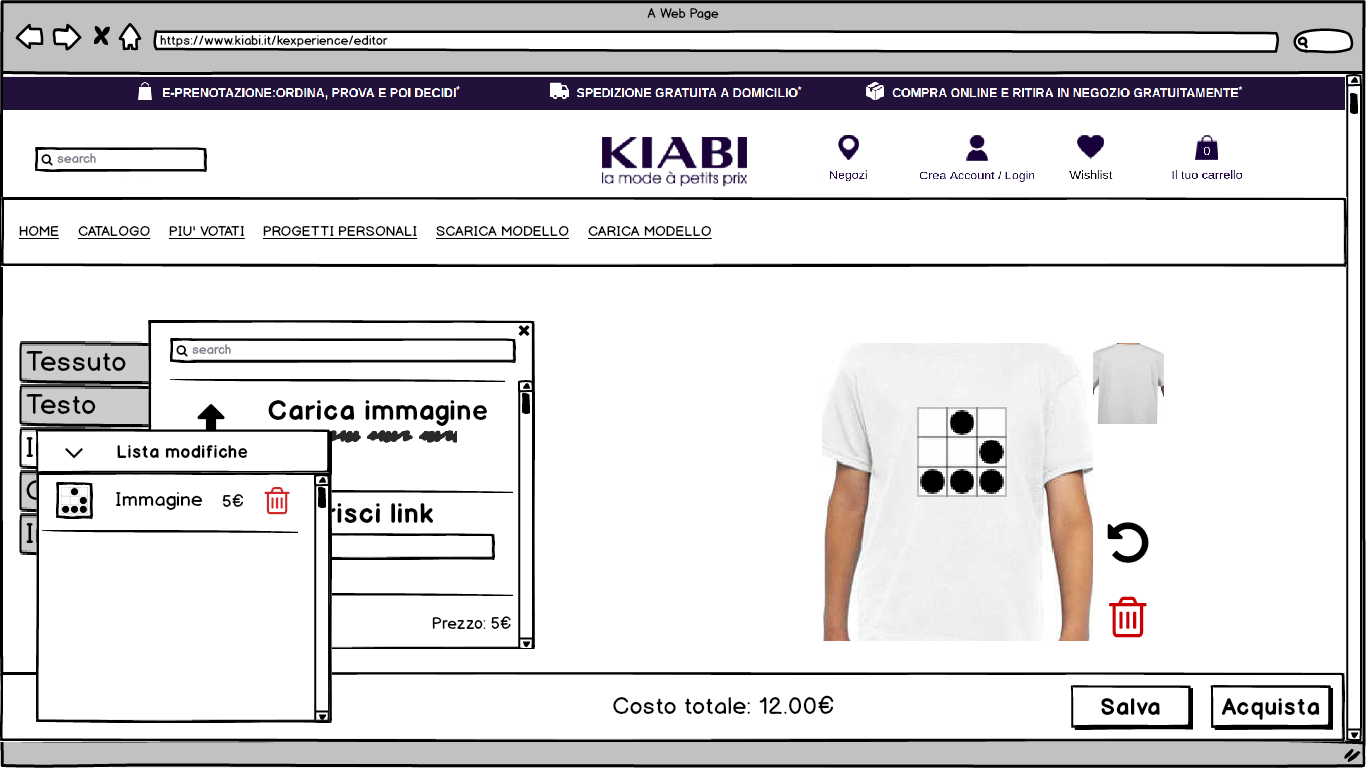 A Web Page
https://www.kiabi.it/kexperience/editor
E-PRENOTAZIONE:ORDINA, PROVA E POI DECIDI*
SPEDIZIONE GRATUITA A DOMICILIO*
COMPRA ONLINE E RITIRA IN NEGOZIO GRATUITAMENTE*
search
KIABI
la mode à petits prix
Negozi
Crea Account / Login
Wishlist
0
Il tuo carrello
HOME CATALOGO PIU' VOTATI PROGETTI PERSONALI SCARICA MODELLO CARICA MODELLO
Tessuto
Testo
search
Carica immagine
Lista modifiche
Immagine 5€
risci link
Prezzo: 5€
Costo totale: 12.00€
Salva
Acquista